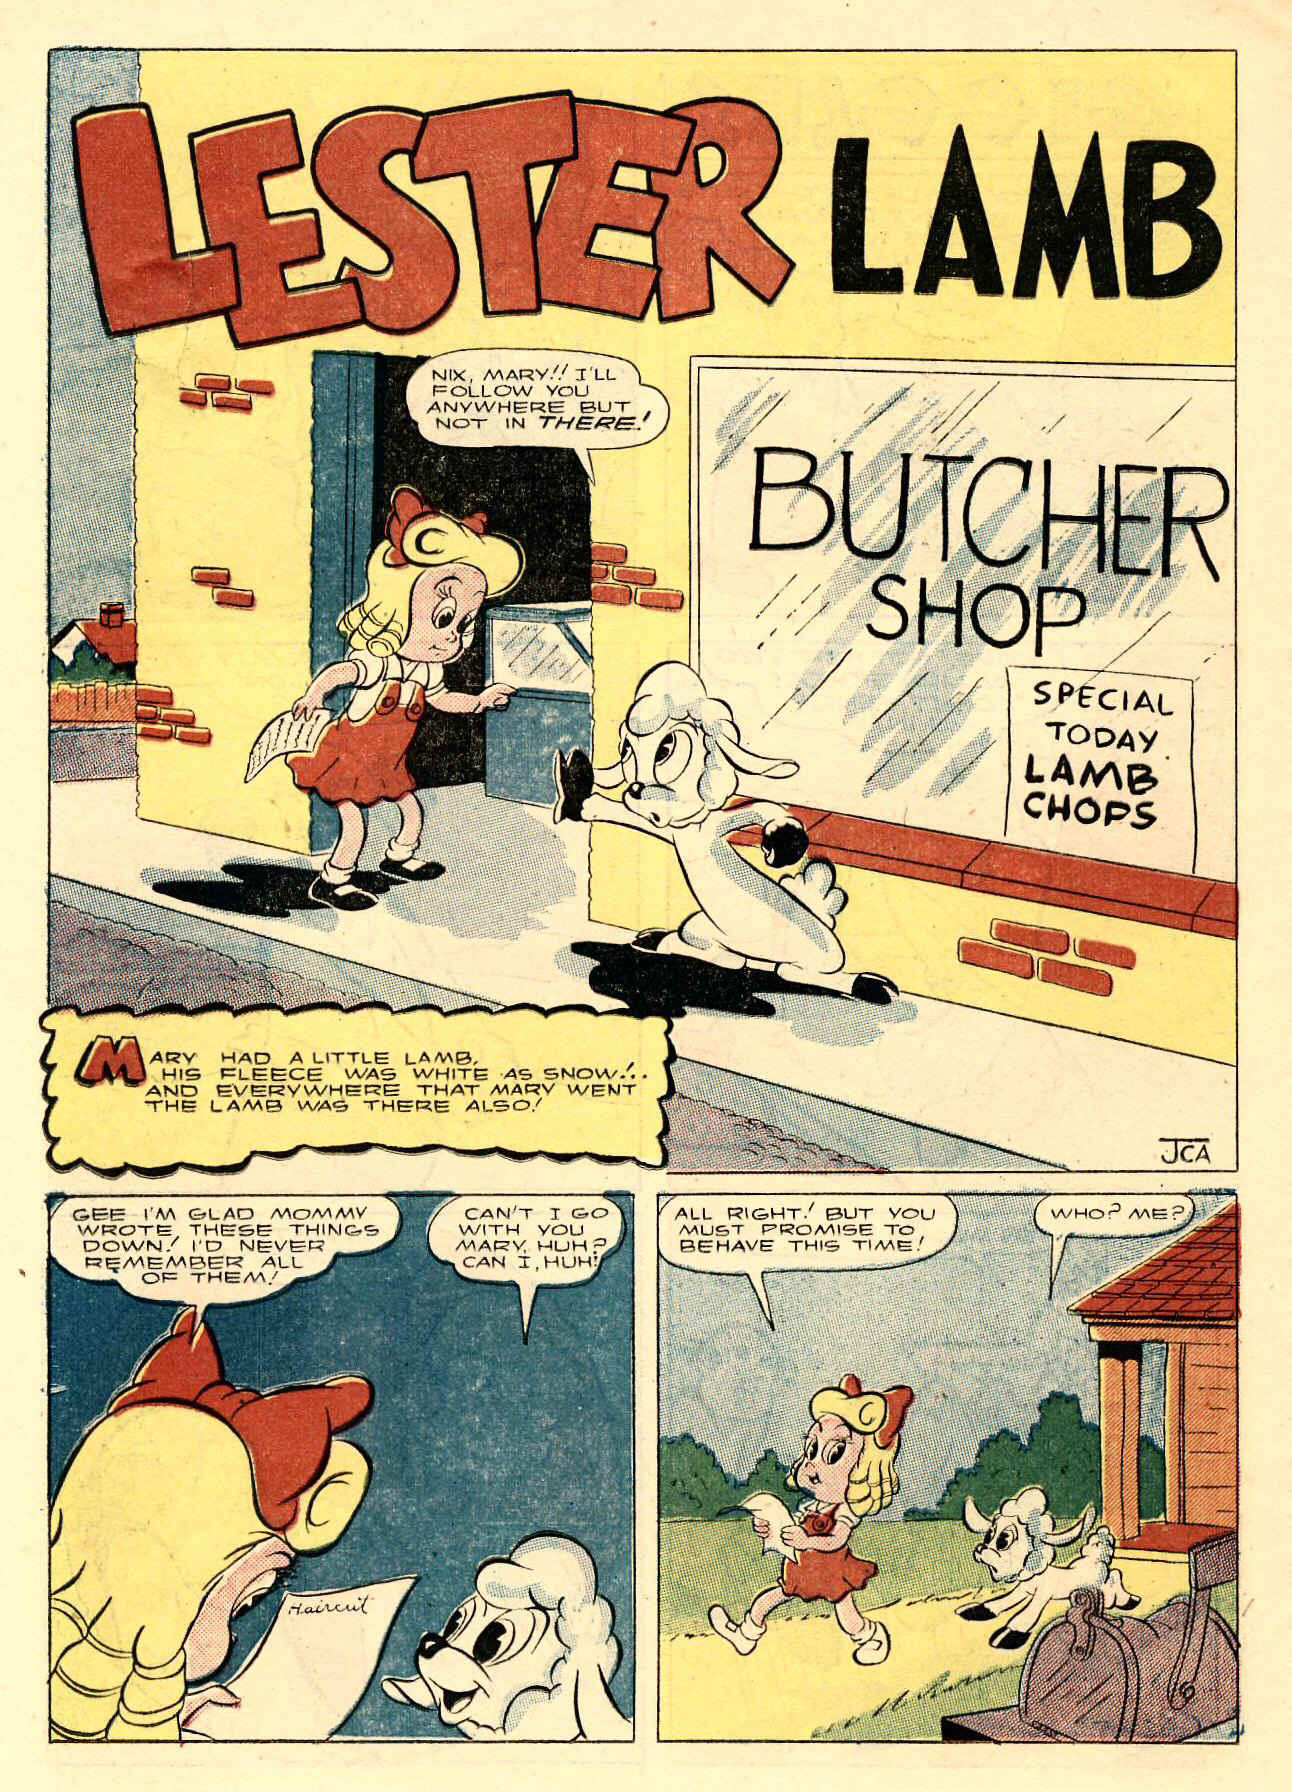 LESTER LAMB
NIX, MARY!! I'LL
FOLLOW YOU
ANYWHERE BUT
NOT IN THERE!
BUTCHER
SHOP
SPECIAL
TODAY
LAMB
CHOPS
MARY HAD A LITTLE LAMB,
HIS FLEECE WAS WHITE AS SNOW!..
AND EVERYWHERE THAT MARY WENT
THE LAMB WAS THERE ALSO!
JCA
GEE I'M GLAD MOMMY
WROTE THESE THINGS
DOWN! I'D NEVER
REMEMBER ALL
OF THEM!
CAN'T I GO
WITH YOU
MARY, HUH?
CAN I, HUH?
Haircut
ALL RIGHT! BUT YOU
MUST PROMISE TO
BEHAVE THIS TIME!
WHO? ME?